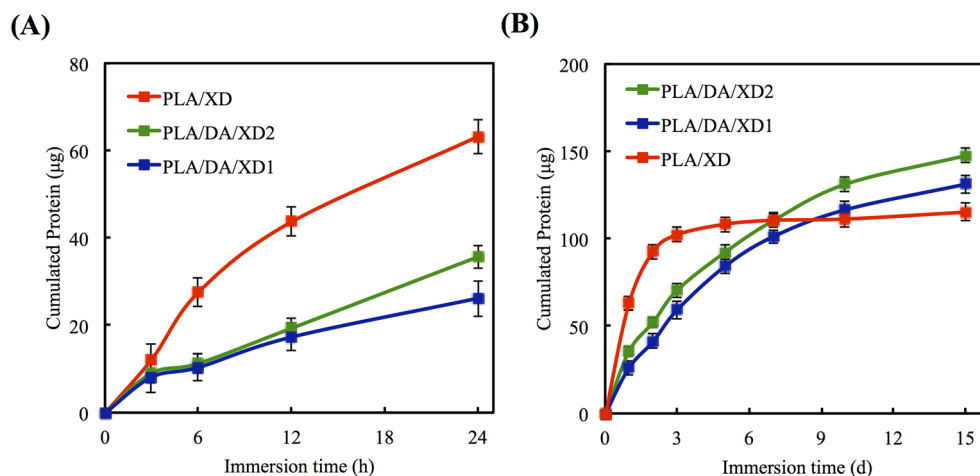 (A)
80
60
40
20
0
Cumulated Protein (μg)
PLA/XD
PLA/DA/XD2
PLA/DA/XD1
0 6 12 18 24
Immersion time (h)
(B)
200
150
100
50
0
Cumulated Protein (μg)
PLA/DA/XD2
PLA/DA/XD1
PLA/XD
0 3 6 9 12 15
Immersion time (d)